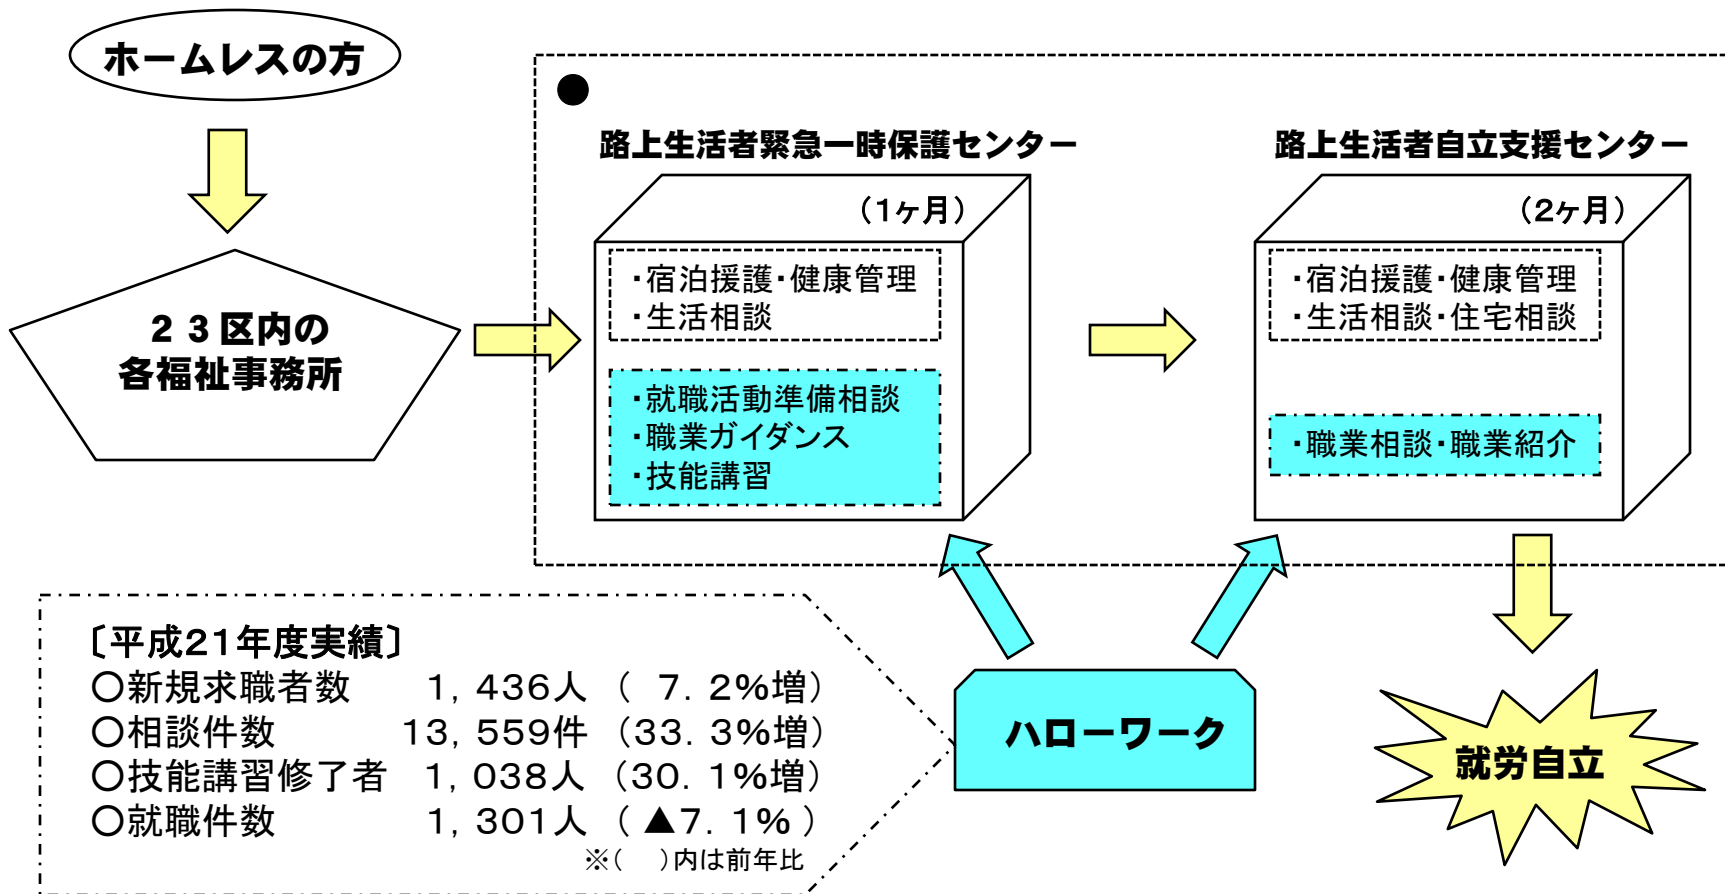 ホームレスの方
●
路上生活者緊急一時保護センター
路上生活者自立支援センター
(1ヶ月)
(2ヶ月)
２３区内の
各福祉事務所
・宿泊援護・健康管理
・生活相談
・就職活動準備相談
・職業ガイダンス
・技能講習
・宿泊援護・健康管理
・生活相談・住宅相談
・職業相談・職業紹介
〔平成21年度実績〕
○新規求職者数　1，436人（ 7．2%増）
○相談件数　13，559件（33．3%増）
○技能講習修了者　1，038人（30．1%増）
○就職件数　1，301人（ ▲7．1% ）
※(　)内は前年比
ハローワーク
就労自立